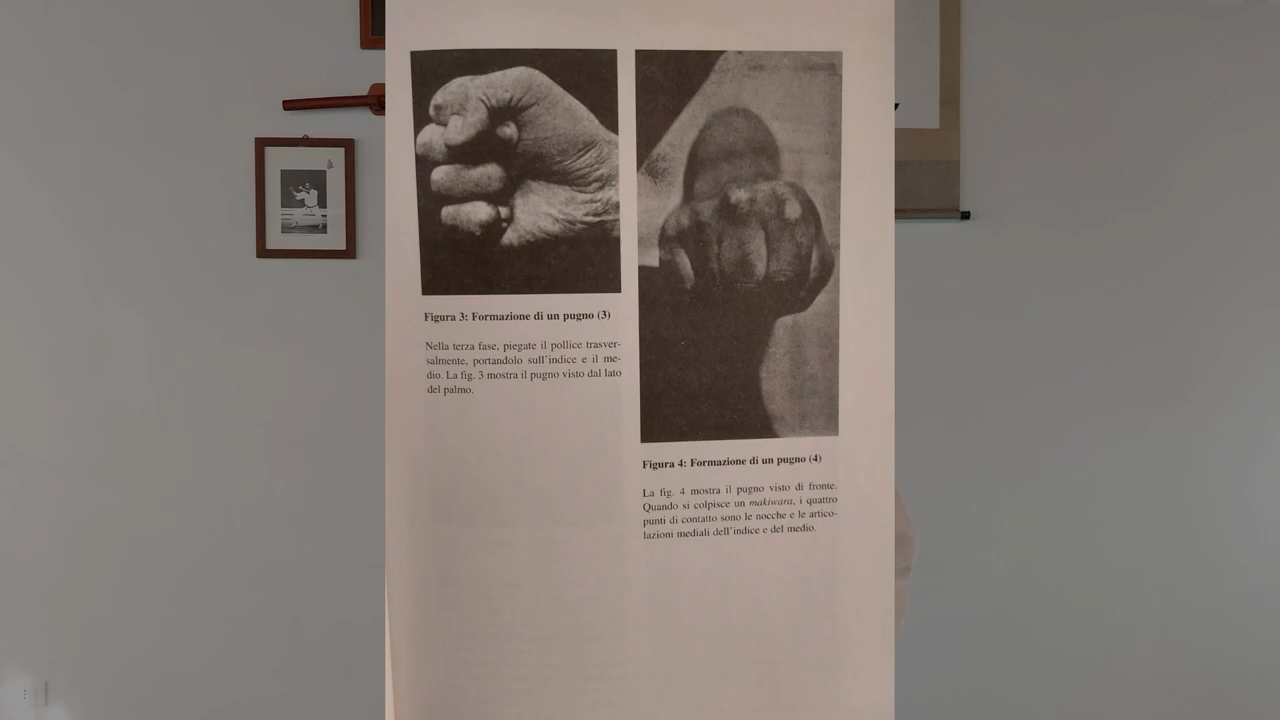 Figura 3: Formazione di un pugno (3)
Nella terza fase, piegate il pollice trasver-
salmente, portandolo sull'indice e il me-
dio. La fig. 3 mostra il pugno visto dal lato
del palmo.
Figura 4: Formazione di un pugno (4)
La fig. 4 mostra il pugno visto di fronte.
Quando si colpisce un makiwara, i quattro
punti di contatto sono le nocche e le artico-
lazioni mediali dell'indice e del medio.